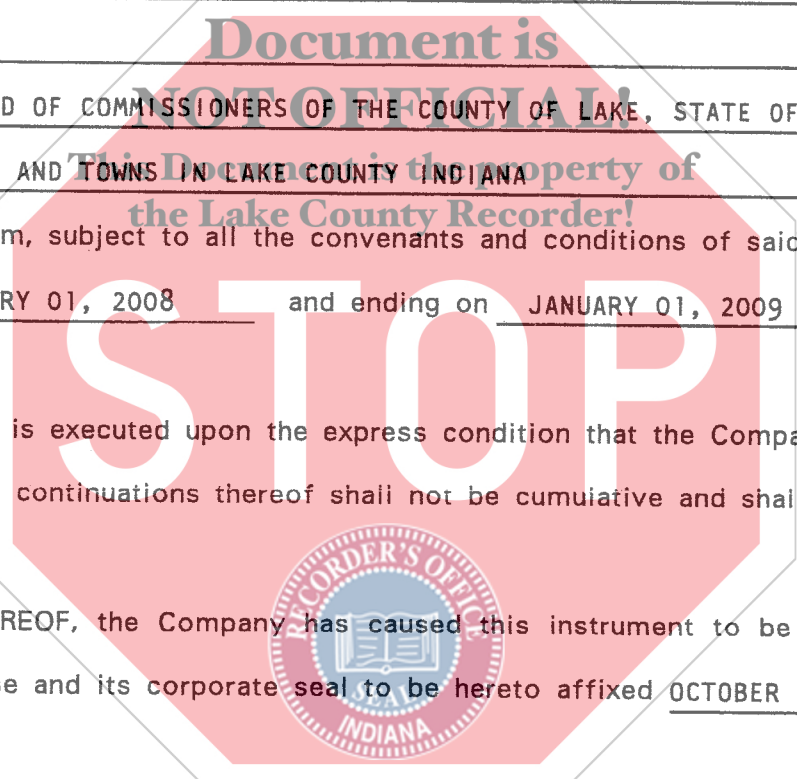 Document is
NOT OFFICIAL!
D OF COMMISSIONERS OF THE COUNTY OF LAKE, STATE OF
This Document is the property of
AND TOWNS IN LAKE COUNTY INDIANA
the Lake County Recorder!
m, subject to all the convenants and conditions of said
RY 01, 2008 and ending on JANUARY 01, 2009
STOP
is executed upon the express condition that the Compa
continuations thereof shall not be cumulative and shal
RECORDER'S OFFICE
REOF, the Company has caused this instrument to be
e and its corporate seal to be hereto affixed OCTOBER
SEAL
INDIANA